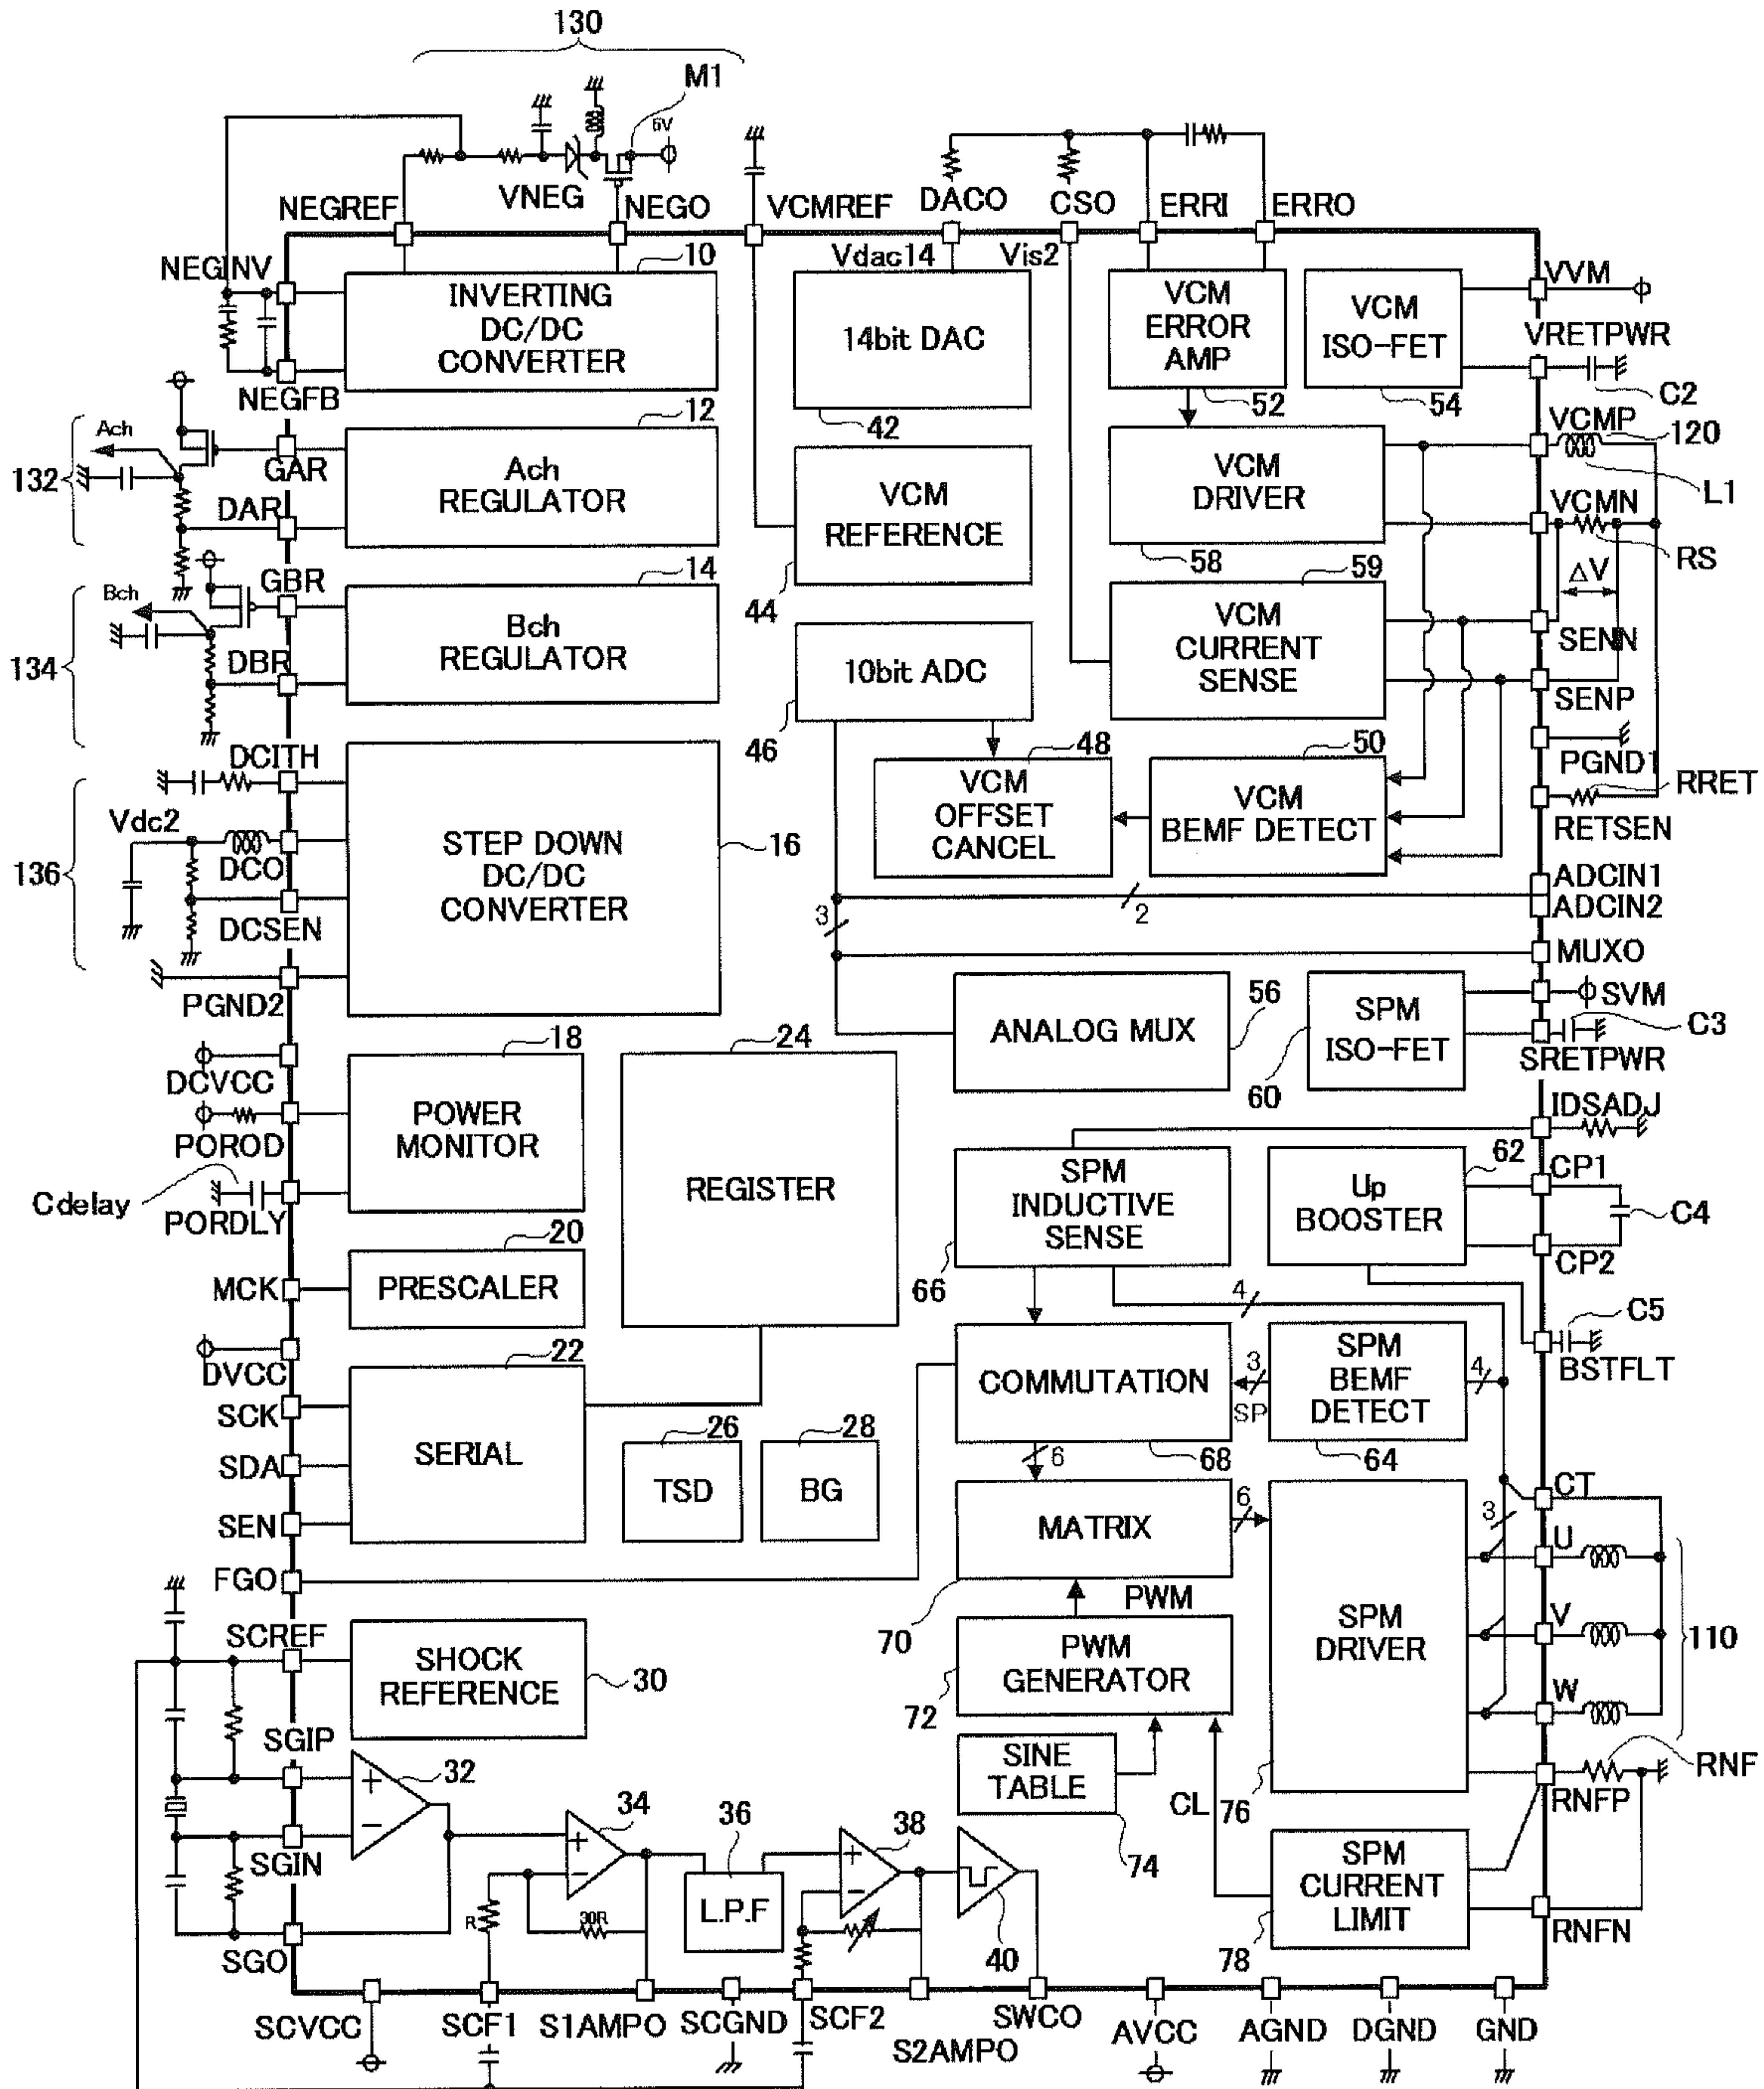 130
M1
5V
VNEG
NEGREF
NEGO
VCMREF
DACO
CSO
ERRI
ERRO
Vdac14
Vis2
NEGINV
10
INVERTING
DC/DC
CONVERTER
14bit DAC
42
VCM
ERROR
AMP
52
VCM
ISO-FET
54
VVM
VRETPWR
C2
NEGFB
12
Ach
132
GAR
DAR
Ach
REGULATOR
VCM
REFERENCE
44
VCM
DRIVER
58
VCMP
120
L1
VCMN
RS
ΔV
GBR
14
Bch
134
DBR
Bch
REGULATOR
10bit ADC
46
59
VCM
CURRENT
SENSE
SENN
SENP
PGND1
RRET
RETSEN
DCITH
136
Vdc2
DCO
DCSEN
PGND2
STEP DOWN
DC/DC
CONVERTER
16
48
VCM
OFFSET
CANCEL
50
VCM
BEMF DETECT
ADCIN1
ADCIN2
3
2
MUXO
ANALOG MUX
56
SPM
ISO-FET
60
SVM
C3
SRETPWR
DCVCC
POROD
Cdelay
PORDLY
18
POWER
MONITOR
24
REGISTER
IDSADJ
SPM
INDUCTIVE
SENSE
66
62
Up
BOOSTER
CP1
C4
CP2
MCK
20
PRESCALER
4
C5
BSTFLT
DVCC
SCK
SDA
SEN
22
SERIAL
26
TSD
28
BG
COMMUTATION
68
3
SP
SPM
BEMF
DETECT
64
4
6
CT
FGO
MATRIX
70
6
PWM
SPM
DRIVER
76
3
U
V
W
110
SCREF
SHOCK
REFERENCE
30
PWM
GENERATOR
72
SGIP
+
−
32
SINE
TABLE
74
CL
RNF
RNFP
SGIN
34
+
−
36
L.P.F
38
+
−
40
R
30R
SPM
CURRENT
LIMIT
78
RNFN
SGO
SCVCC
SCF1
S1AMPO
SCGND
SCF2
S2AMPO
SWCO
AVCC
AGND
DGND
GND